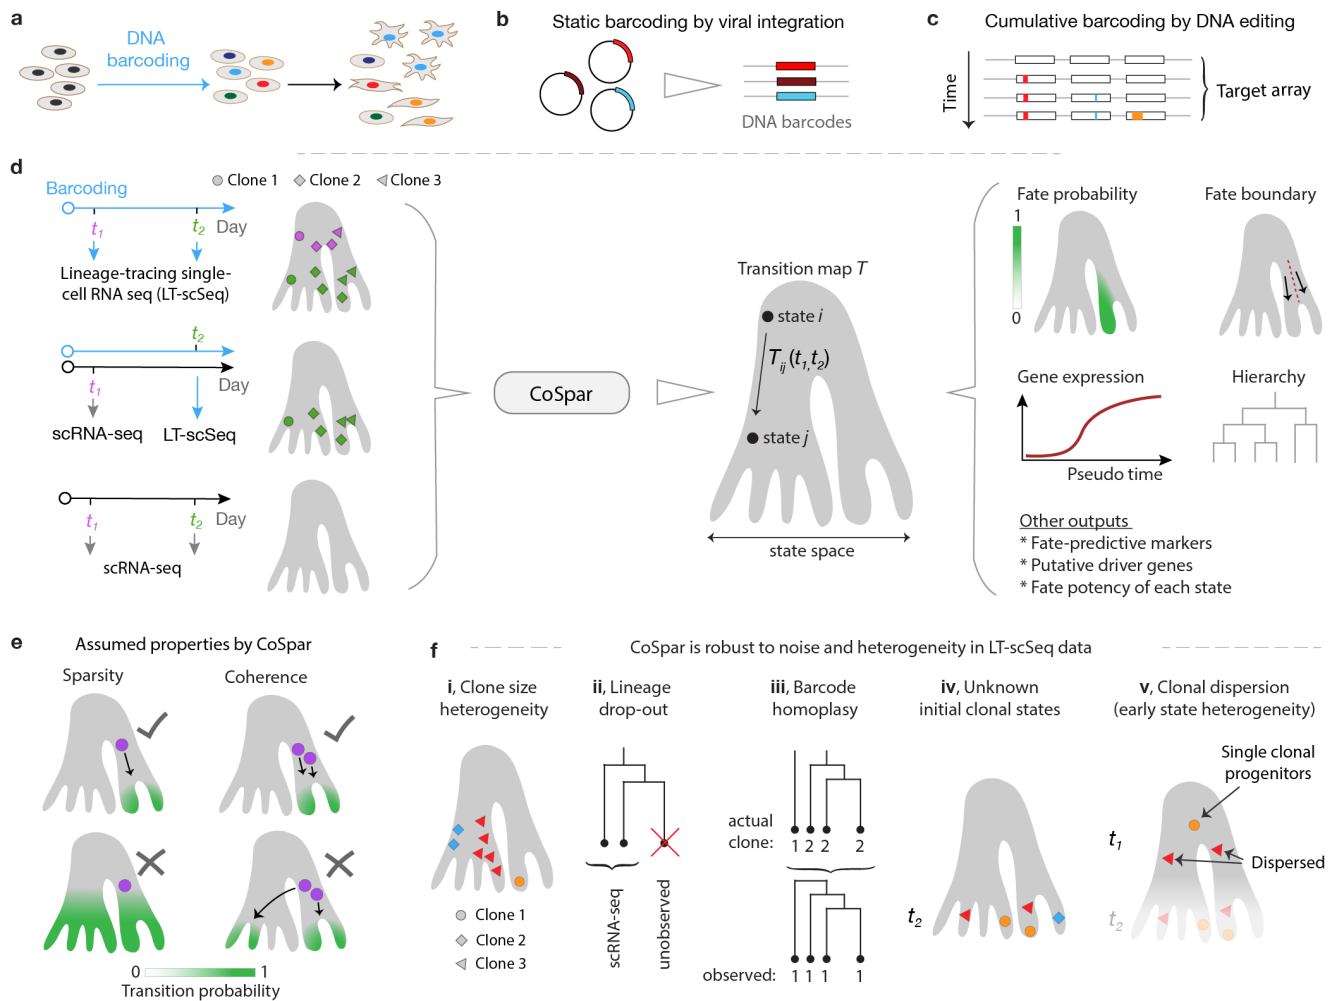 a
DNA
barcoding
b
Static barcoding by viral integration
DNA barcodes
c
Cumulative barcoding by DNA editing
Time
Target array
d
Barcoding
t1
t2
Day
Lineage-tracing single-
cell RNA seq (LT-scSeq)
t2
t1
Day
scRNA-seq
LT-scSeq
t1
t2
Day
scRNA-seq
Clone 1
Clone 2
Clone 3
CoSpar
Transition map T
state i
Tij (t1,t2)
state j
state space
Fate probability
1
0
Fate boundary
Gene expression
Pseudo time
Hierarchy
Other outputs
* Fate-predictive markers
* Putative driver genes
* Fate potency of each state
e
Assumed properties by CoSpar
Sparsity
Coherence
0
1
Transition probability
f
CoSpar is robust to noise and heterogeneity in LT-scSeq data
i, Clone size
heterogeneity
Clone 1
Clone 2
Clone 3
ii, Lineage
drop-out
scRNA-seq
unobserved
iii, Barcode
homoplasy
actual
clone:
1 2 2 2
observed:
1 1 1 1
iv, Unknown
initial clonal states
t2
v, Clonal dispersion
(early state heterogeneity)
Single clonal
progenitors
t1
Dispersed
t2